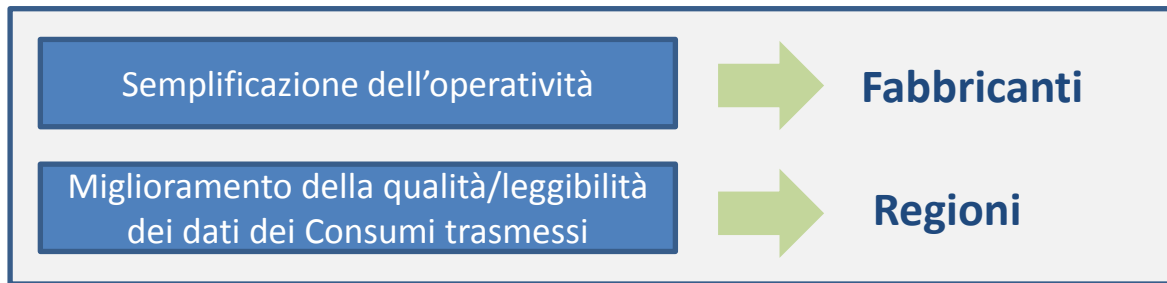 Semplificazione dell’operatività
Fabbricanti
Miglioramento della qualità/leggibilità
dei dati dei Consumi trasmessi
Regioni